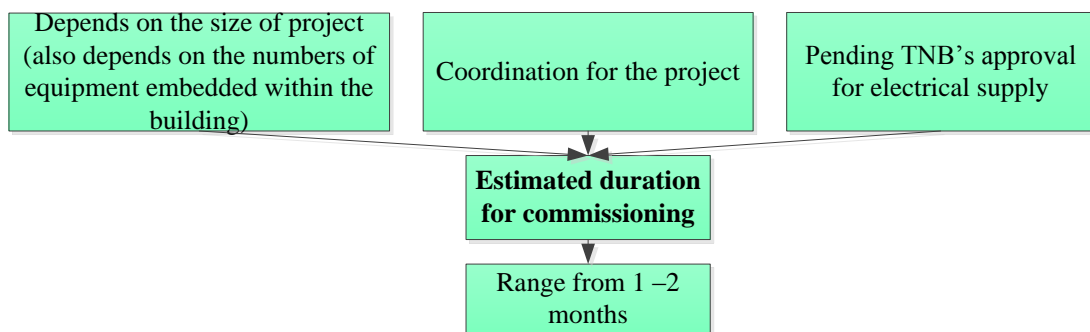 Depends on the size of project
(also depends on the numbers of
equipment embedded within the
building)
Coordination for the project
Pending TNB’s approval
for electrical supply
Estimated duration
for commissioning
Range from 1 –2
months